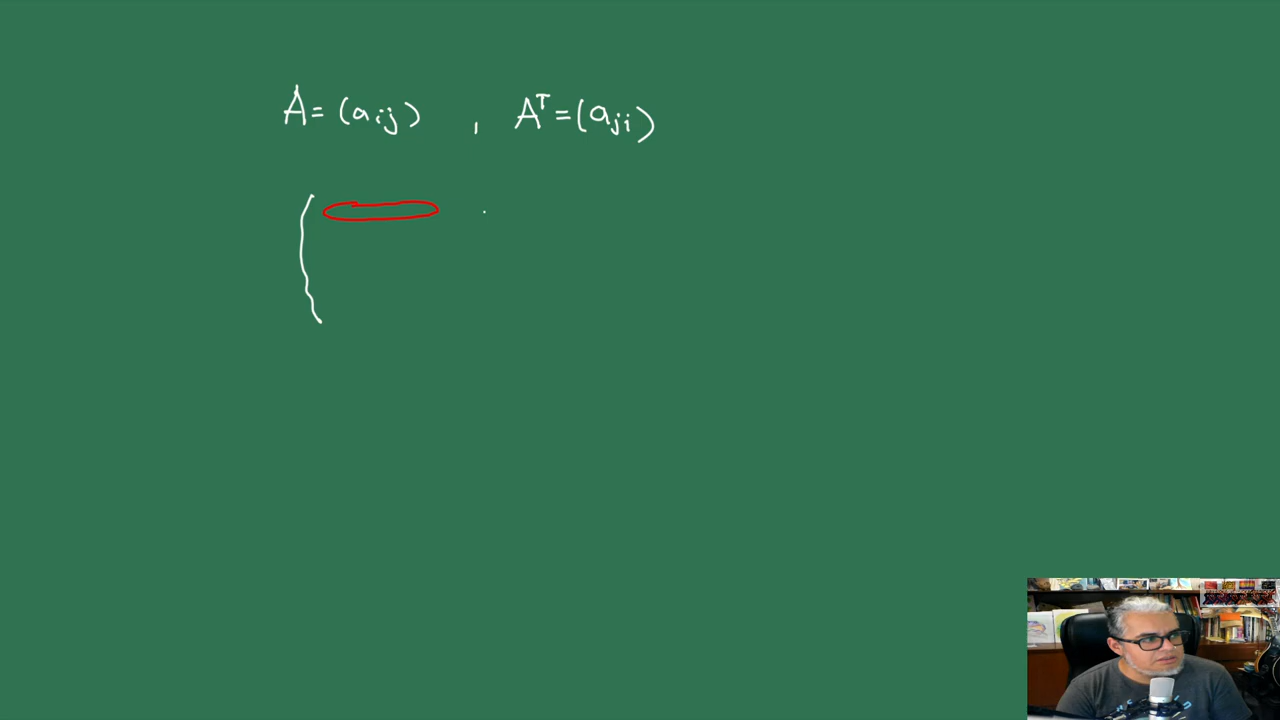 A = (aij) , Aᵀ = (aji)
(